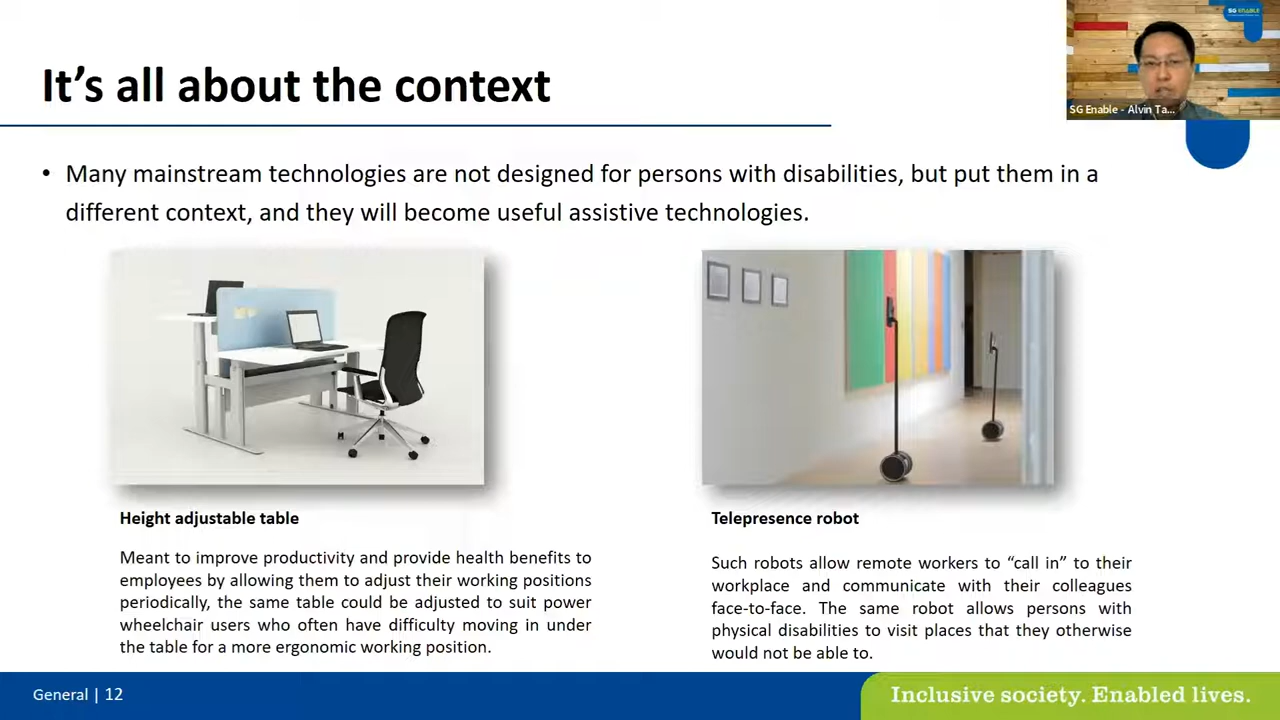 SG ENABLE
It's all about the context
SG Enable - Alvin Ta...
• Many mainstream technologies are not designed for persons with disabilities, but put them in a
different context, and they will become useful assistive technologies.
Height adjustable table
Meant to improve productivity and provide health benefits to
employees by allowing them to adjust their working positions
periodically, the same table could be adjusted to suit power
wheelchair users who often have difficulty moving in under
the table for a more ergonomic working position.
Telepresence robot
Such robots allow remote workers to “call in” to their
workplace and communicate with their colleagues
face-to-face. The same robot allows persons with
physical disabilities to visit places that they otherwise
would not be able to.
General | 12
Inclusive society. Enabled lives.